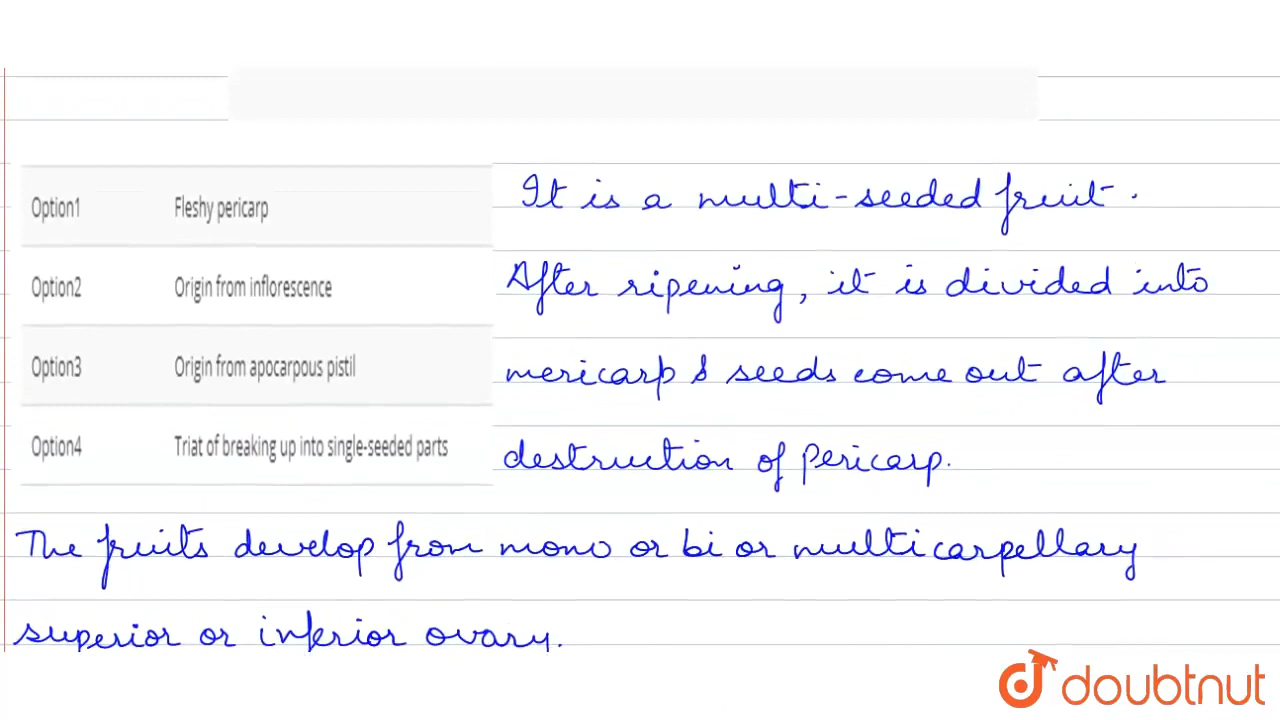 Option1 Fleshy pericarp
Option2 Origin from inflorescence
Option3 Origin from apocarpous pistil
Option4 Triat of breaking up into single-seeded parts
It is a multi-seeded fruit.
After ripening, it is divided into
mericarp & seeds come out after
destruction of pericarp.
The fruits develop from mono or bi or multicarpellary
superior or inferior ovary.
doubtnut